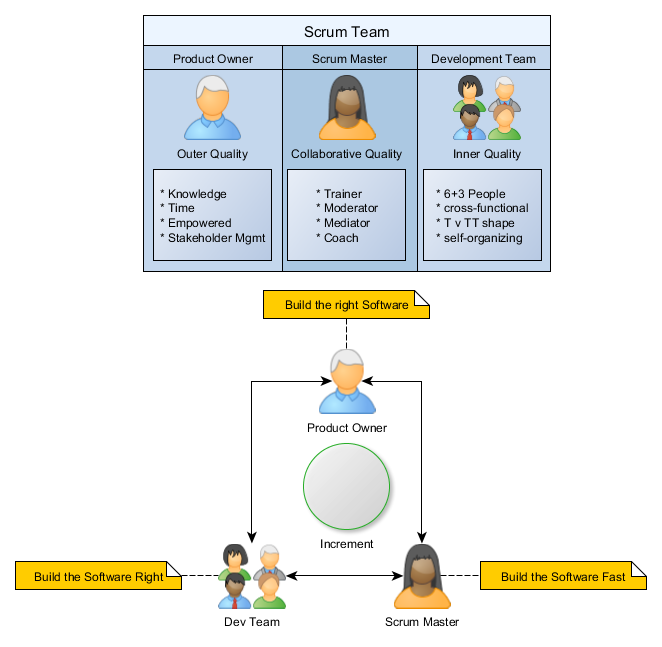 Scrum Team
Product Owner
Scrum Master
Development Team
Outer Quality
Collaborative Quality
Inner Quality
* Knowledge
* Time
* Empowered
* Stakeholder Mgmt
* Trainer
* Moderator
* Mediator
* Coach
* 6+3 People
* cross-functional
* T v TT shape
* self-organizing
Build the right Software
Product Owner
Increment
Build the Software Right
Build the Software Fast
Dev Team
Scrum Master